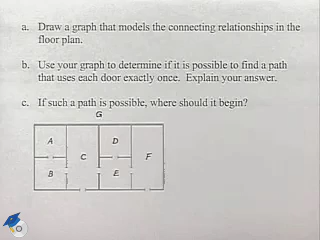 a. Draw a graph that models the connecting relationships in the
floor plan.
b. Use your graph to determine if it is possible to find a path
that uses each door exactly once. Explain your answer.
c. If such a path is possible, where should it begin?
G
A D
C F
B E